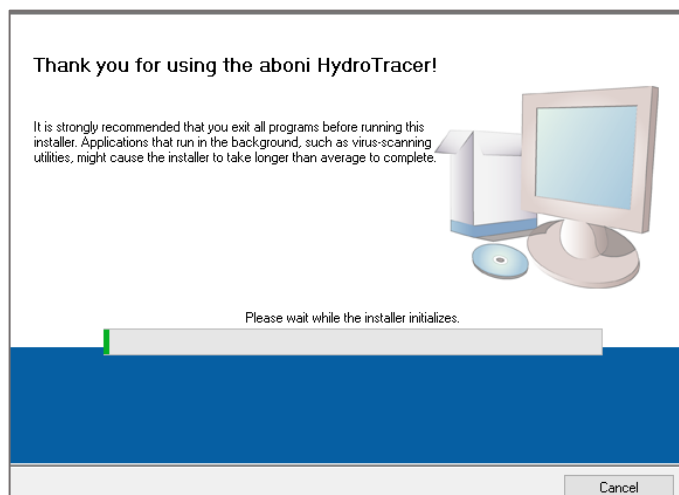 Thank you for using the aboni HydroTracer!
It is strongly recommended that you exit all programs before running this
installer. Applications that run in the background, such as virus-scanning
utilities, might cause the installer to take longer than average to complete.
Please wait while the installer initializes.
Cancel